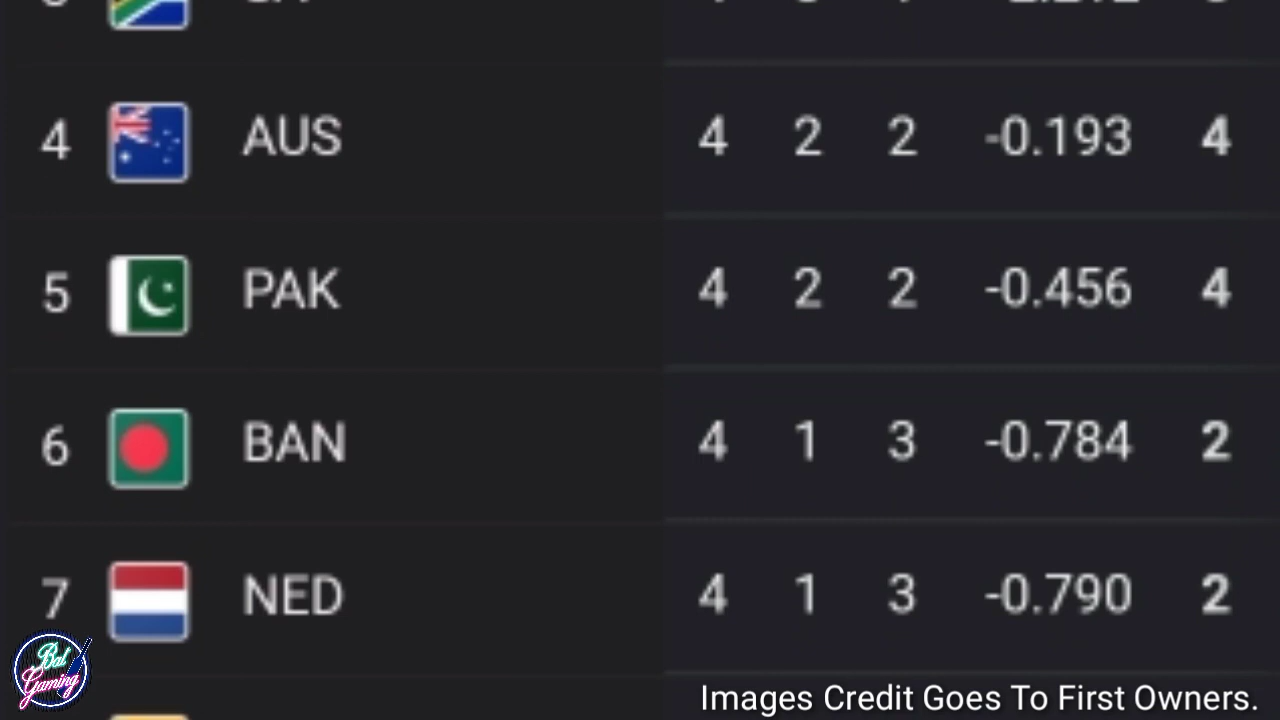 4 AUS 4 2 2 -0.193 4
5 PAK 4 2 2 -0.456 4
6 BAN 4 1 3 -0.784 2
7 NED 4 1 3 -0.790 2
Bal
Gaming
Images Credit Goes To First Owners.